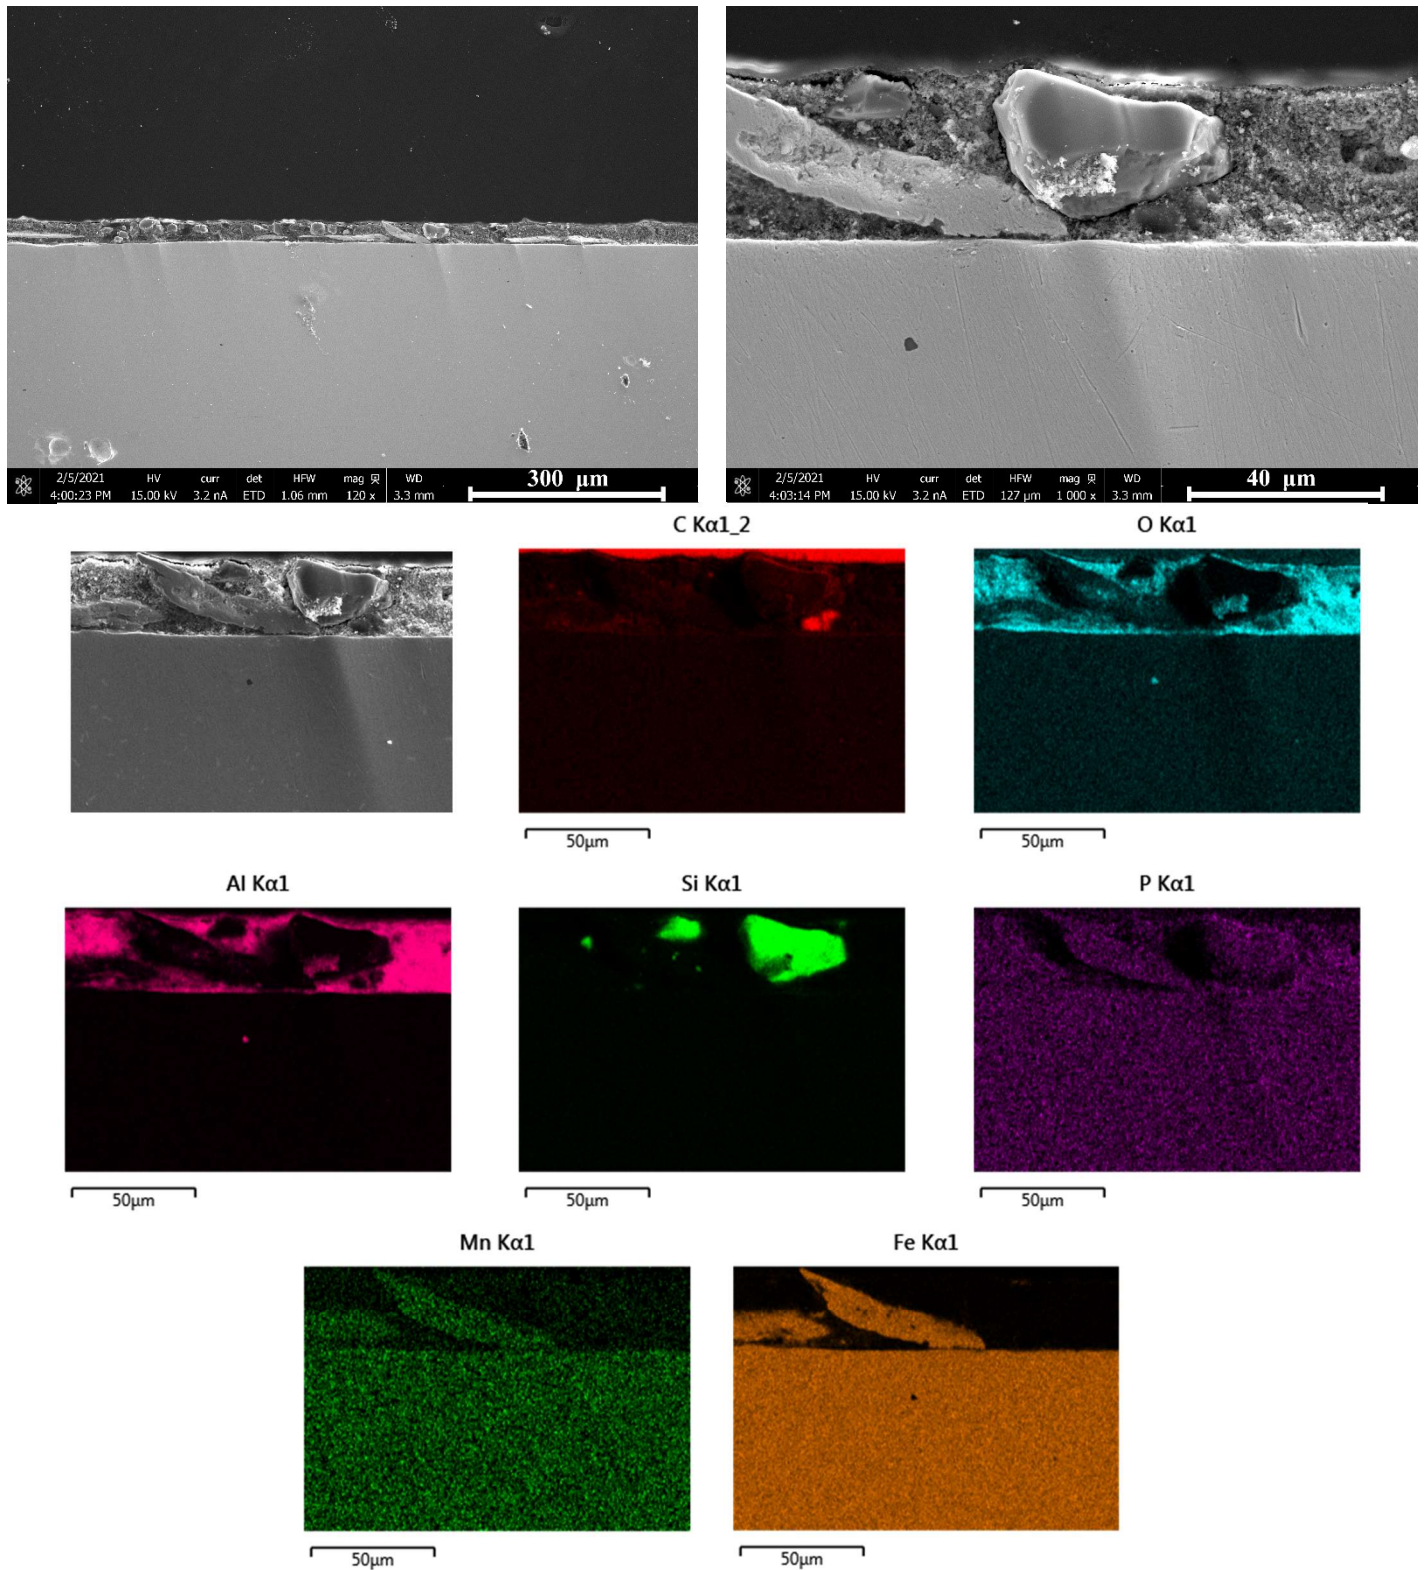 2/5/2021 HV curr det HFW mag WD
4:00:23 PM 15.00 kV 3.2 nA ETD 1.06 mm 120 x 3.3 mm
300 µm
2/5/2021 HV curr det HFW mag WD
4:03:14 PM 15.00 kV 3.2 nA ETD 127 µm 1 000 x 3.3 mm
40 µm
C Kα1_2
O Kα1
50µm
50µm
Al Kα1
Si Kα1
P Kα1
50µm
50µm
50µm
Mn Kα1
Fe Kα1
50µm
50µm